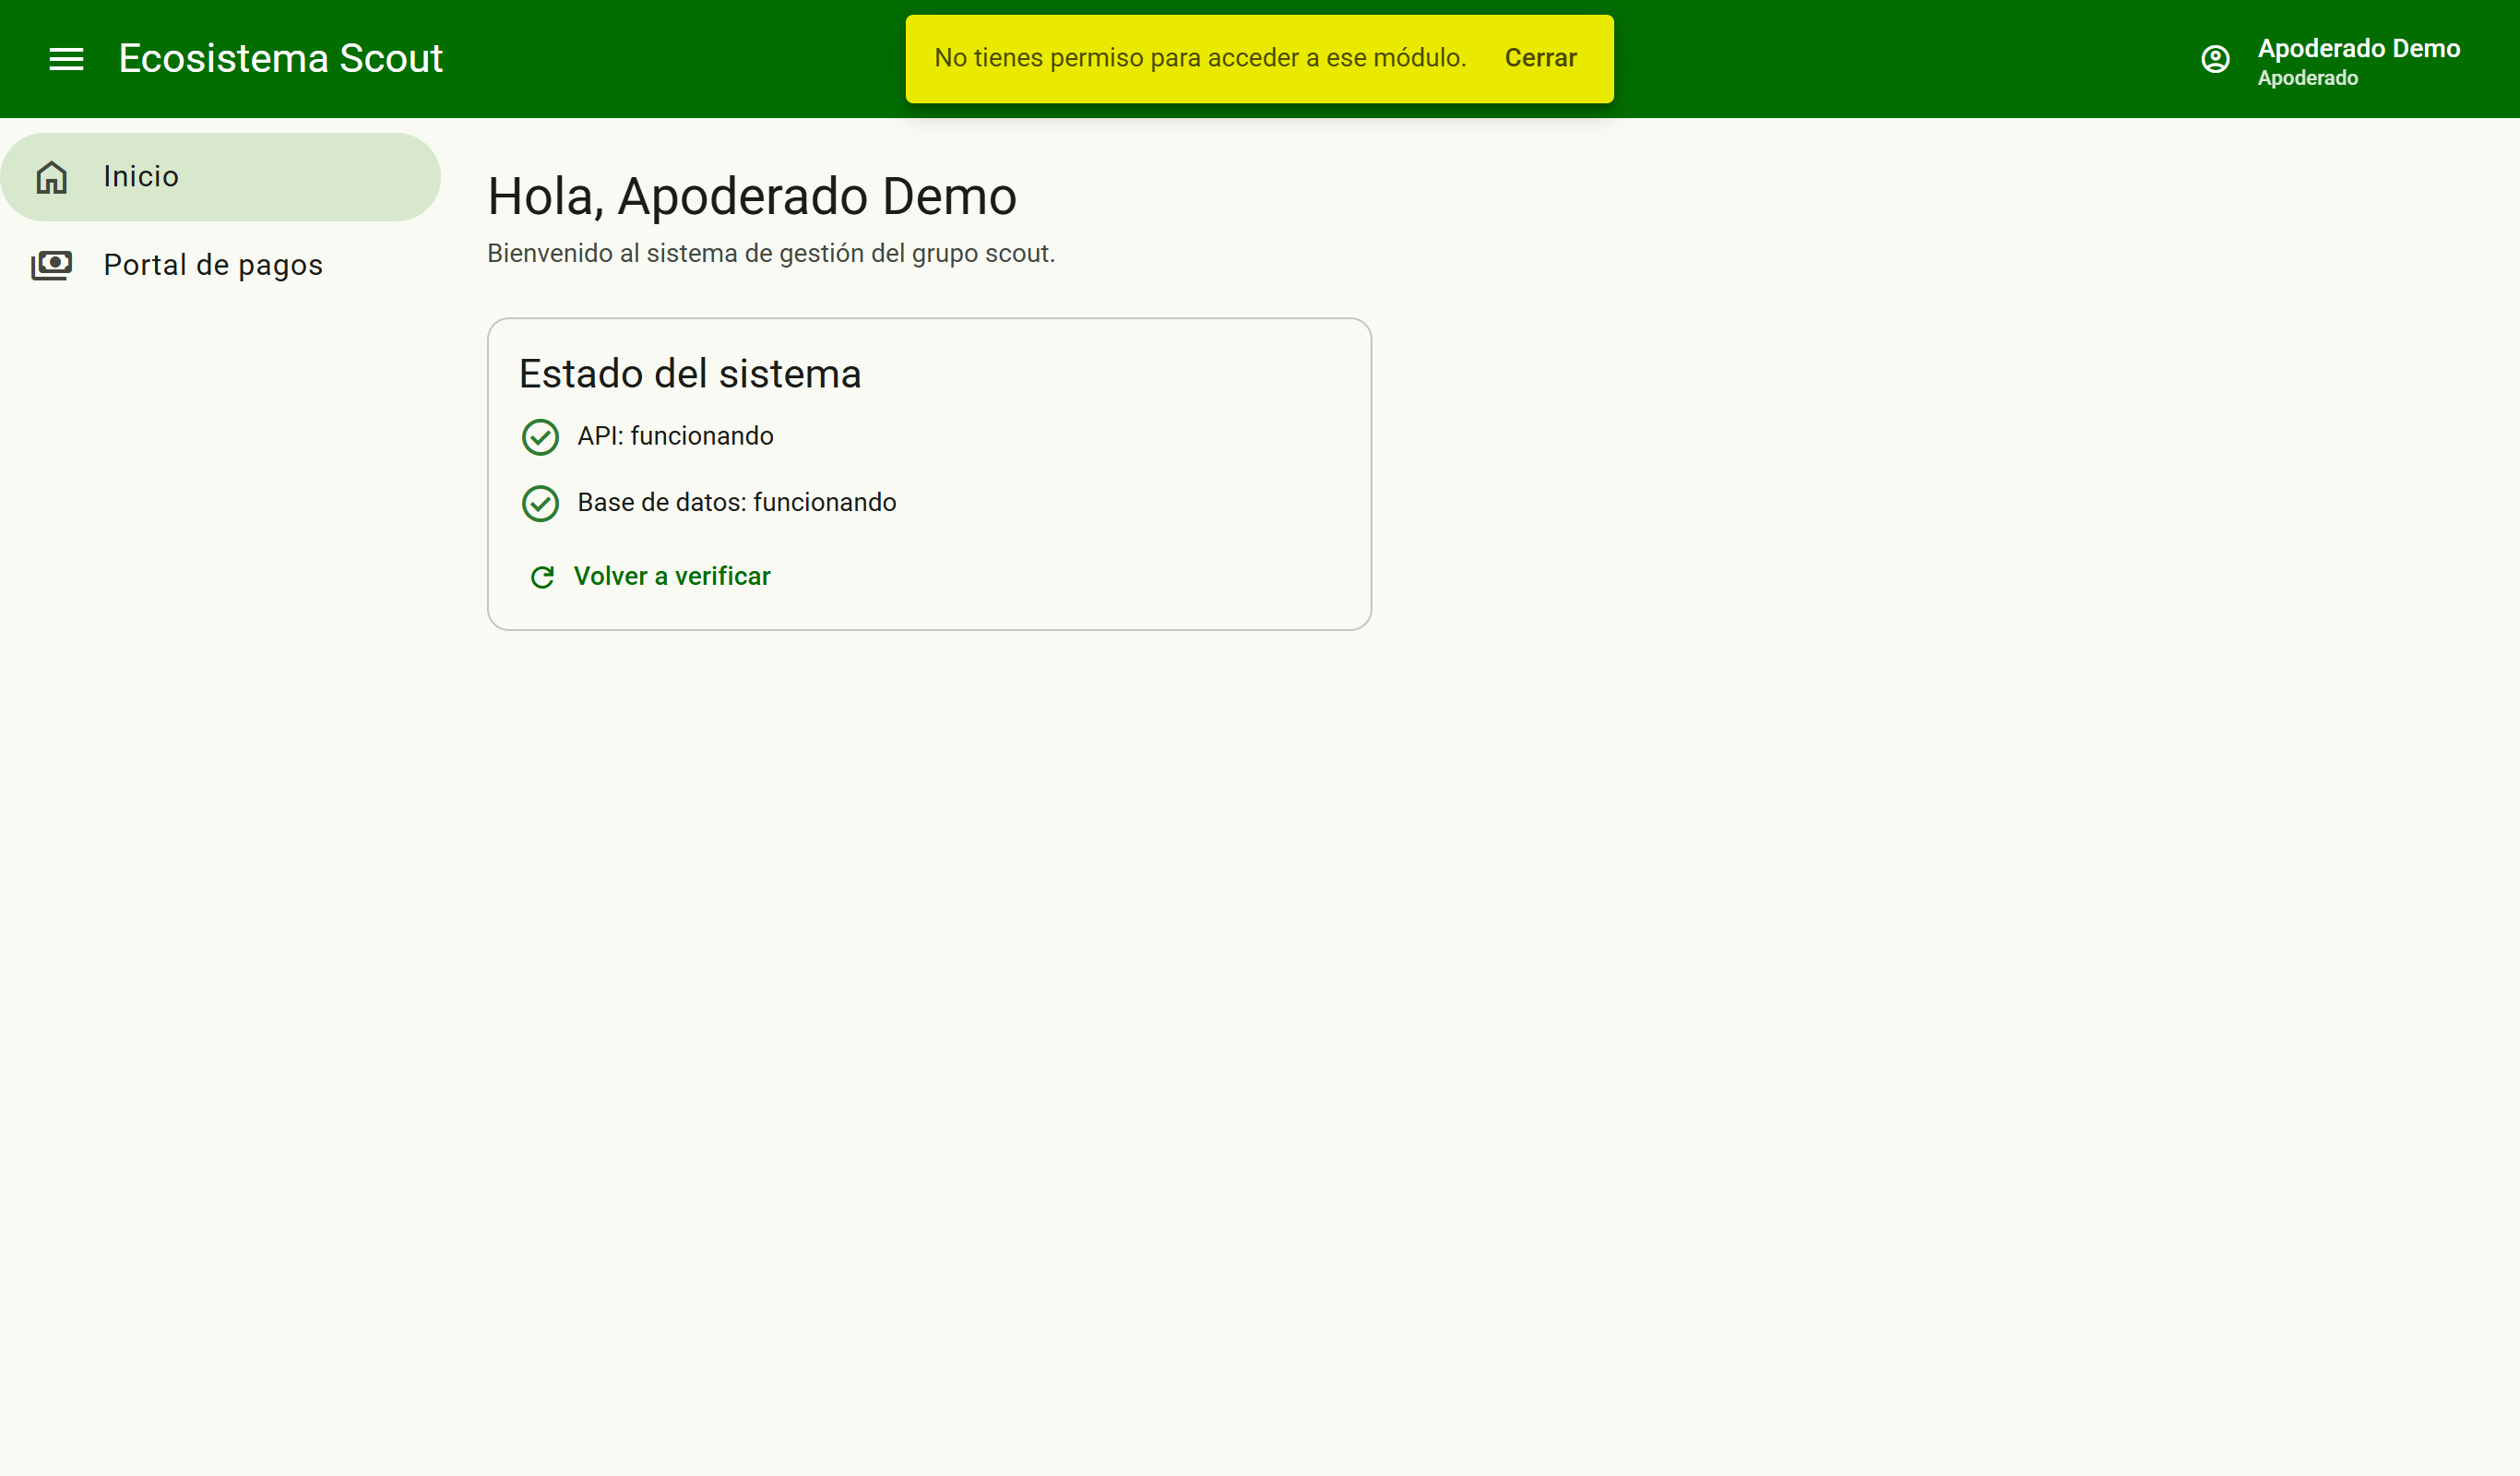 Ecosistema Scout
No tienes permiso para acceder a ese módulo. Cerrar
Apoderado Demo
Apoderado
Inicio
Portal de pagos
Hola, Apoderado Demo
Bienvenido al sistema de gestión del grupo scout.
Estado del sistema
API: funcionando
Base de datos: funcionando
Volver a verificar